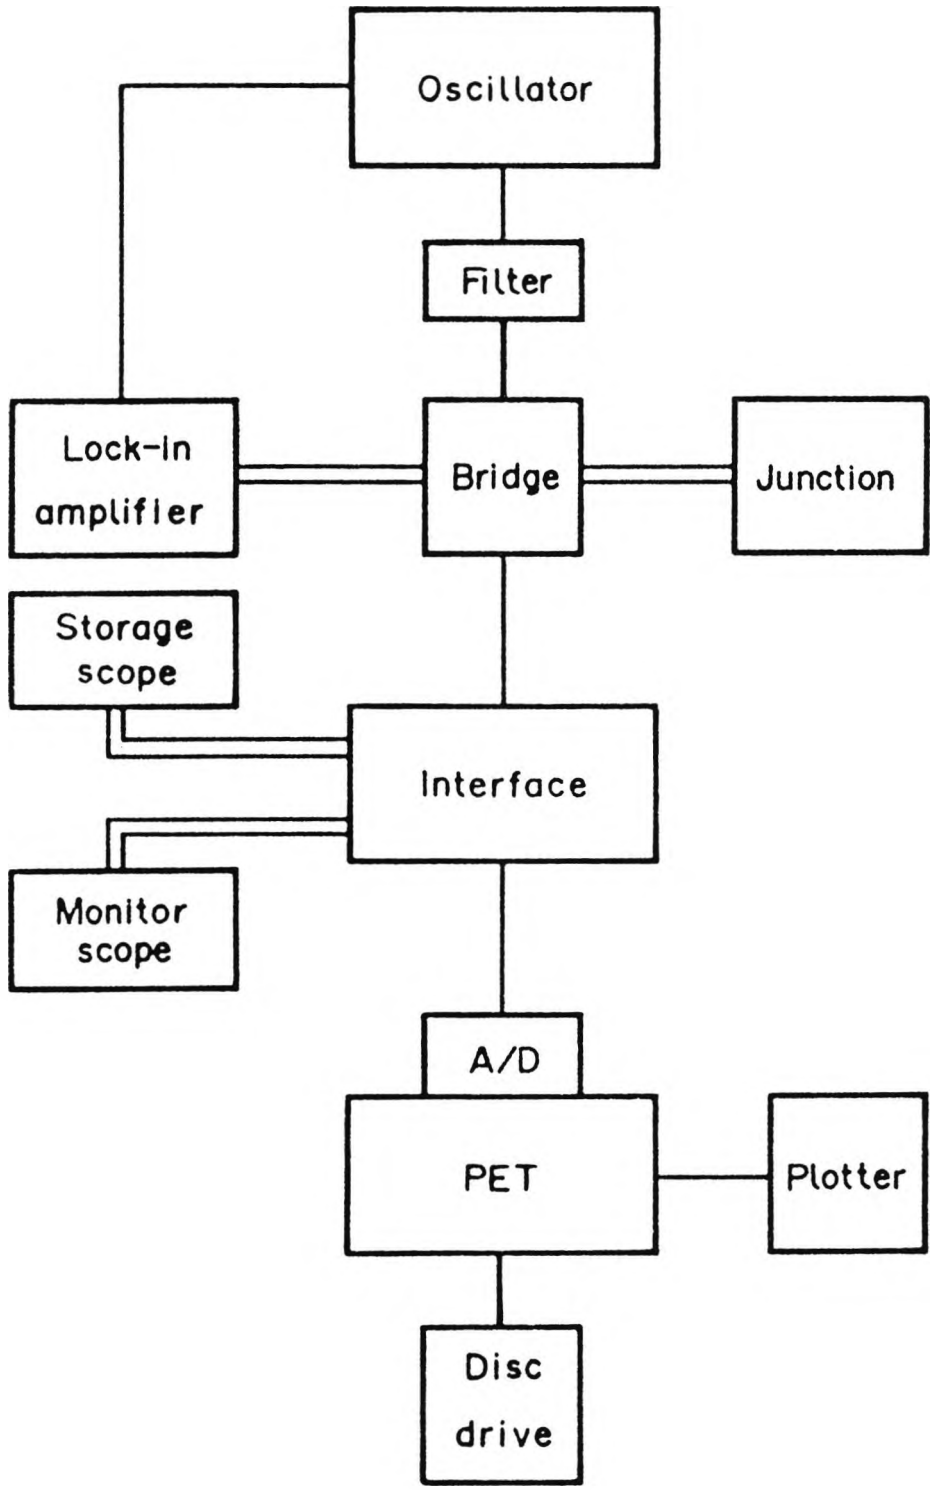 Oscillator
Filter
Lock-in
amplifier
Bridge
Junction
Storage
scope
Interface
Monitor
scope
A/D
PET
Plotter
Disc
drive